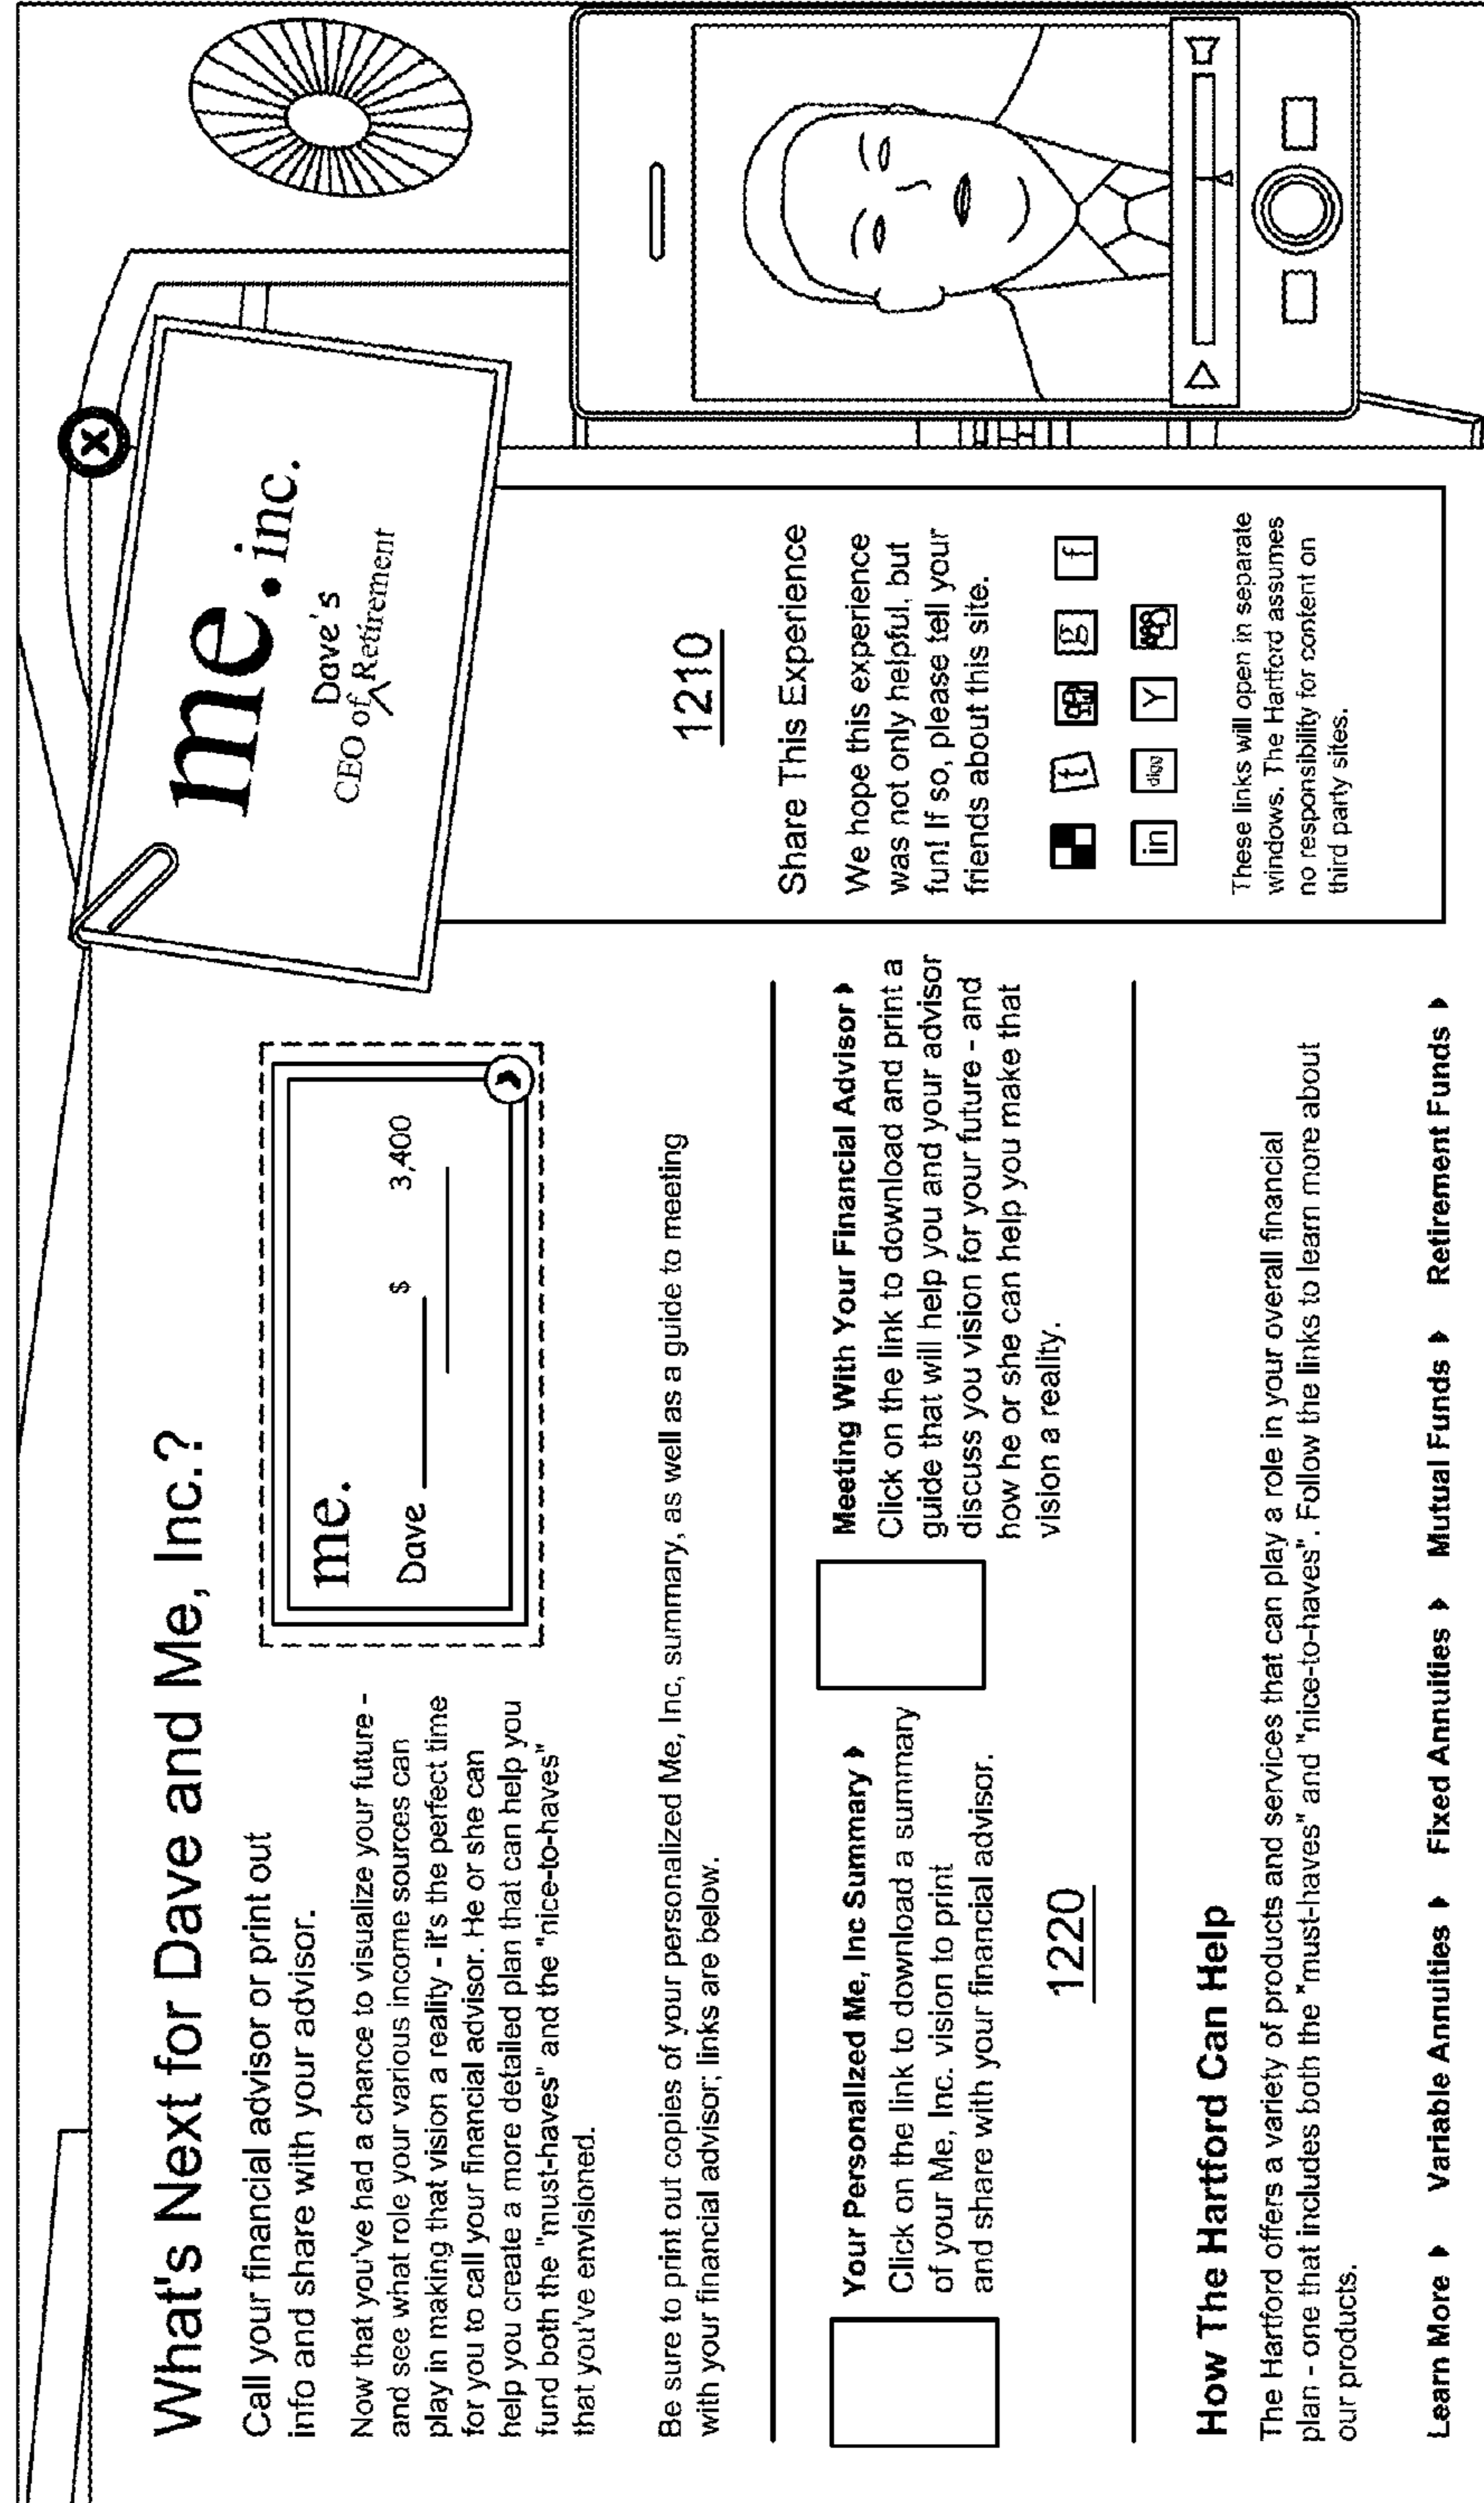 What's Next for Dave and Me, Inc.?
Call your financial advisor or print out
info and share with your advisor.
Now that you've had a chance to visualize your future -
and see what role your various income sources can
play in making that vision a reality - it's the perfect time
for you to call your financial advisor. He or she can
help you create a more detailed plan that can help you
fund both the "must-haves" and the "nice-to-haves"
that you've envisioned.
me.
Dave $ 3,400
Be sure to print out copies of your personalized Me, Inc, summary, as well as a guide to meeting
with your financial advisor; links are below.
Your Personalized Me, Inc Summary
Click on the link to download a summary
of your Me, Inc. vision to print
and share with your financial advisor.
1220
Meeting With Your Financial Advisor
Click on the link to download and print a
guide that will help you and your advisor
discuss you vision for your future - and
how he or she can help you make that
vision a reality.
How The Hartford Can Help
The Hartford offers a variety of products and services that can play a role in your overall financial
plan - one that includes both the "must-haves" and "nice-to-haves". Follow the links to learn more about
our products.
Learn More Variable Annuities Fixed Annuities Mutual Funds Retirement Funds
X
me.inc.
Dave's
CEO of Retirement
1210
Share This Experience
We hope this experience
was not only helpful, but
fun! If so, please tell your
friends about this site.
t g f
in digg Y
These links will open in separate
windows. The Hartford assumes
no responsibility for content on
third party sites.